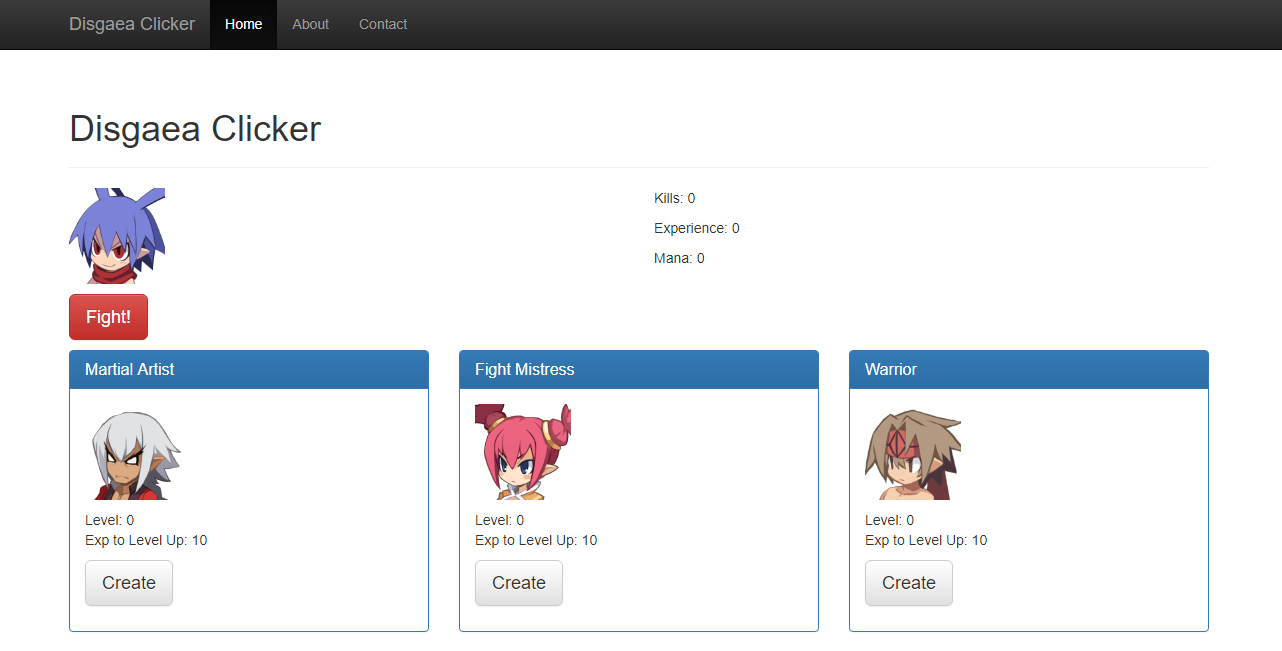 Disgaea Clicker Home About Contact
Disgaea Clicker
Kills: 0
Experience: 0
Mana: 0
Fight!
Martial Artist
Level: 0
Exp to Level Up: 10
Create
Fight Mistress
Level: 0
Exp to Level Up: 10
Create
Warrior
Level: 0
Exp to Level Up: 10
Create